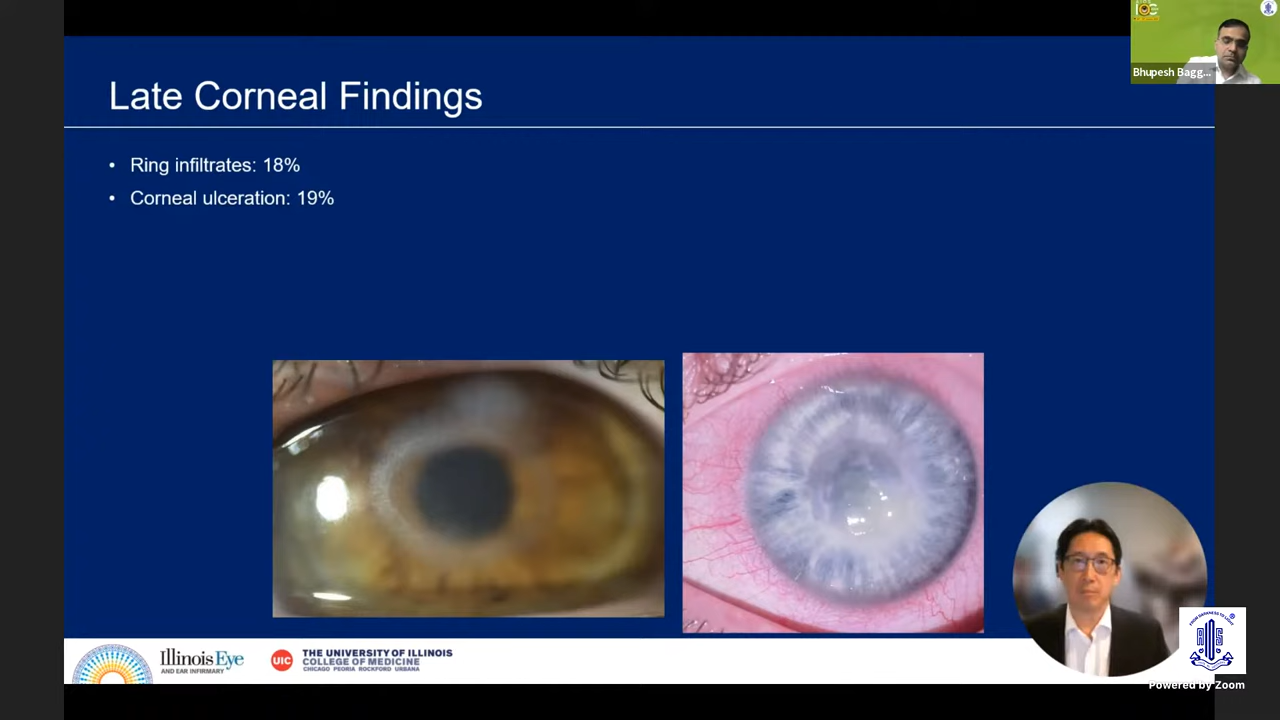 Late Corneal Findings
• Ring infiltrates: 18%
• Corneal ulceration: 19%
Bhupesh Bagg...
Illinois Eye
AND EAR INFIRMARY
UIC
THE UNIVERSITY OF ILLINOIS
COLLEGE OF MEDICINE
CHICAGO PEORIA ROCKFORD URBANA
Powered by Zoom